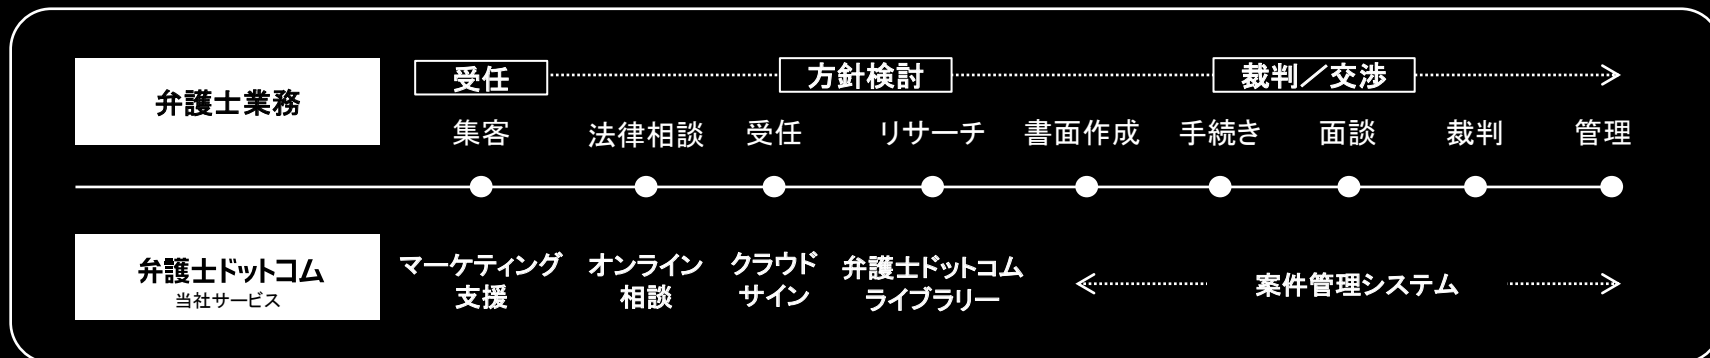 弁護士業務
受任 方針検討 裁判／交渉
集客 法律相談 受任 リサーチ 書面作成 手続き 面談 裁判 管理
弁護士ドットコム
当社サービス
マーケティング
支援
オンライン
相談
クラウド
サイン
弁護士ドットコム
ライブラリー
案件管理システム